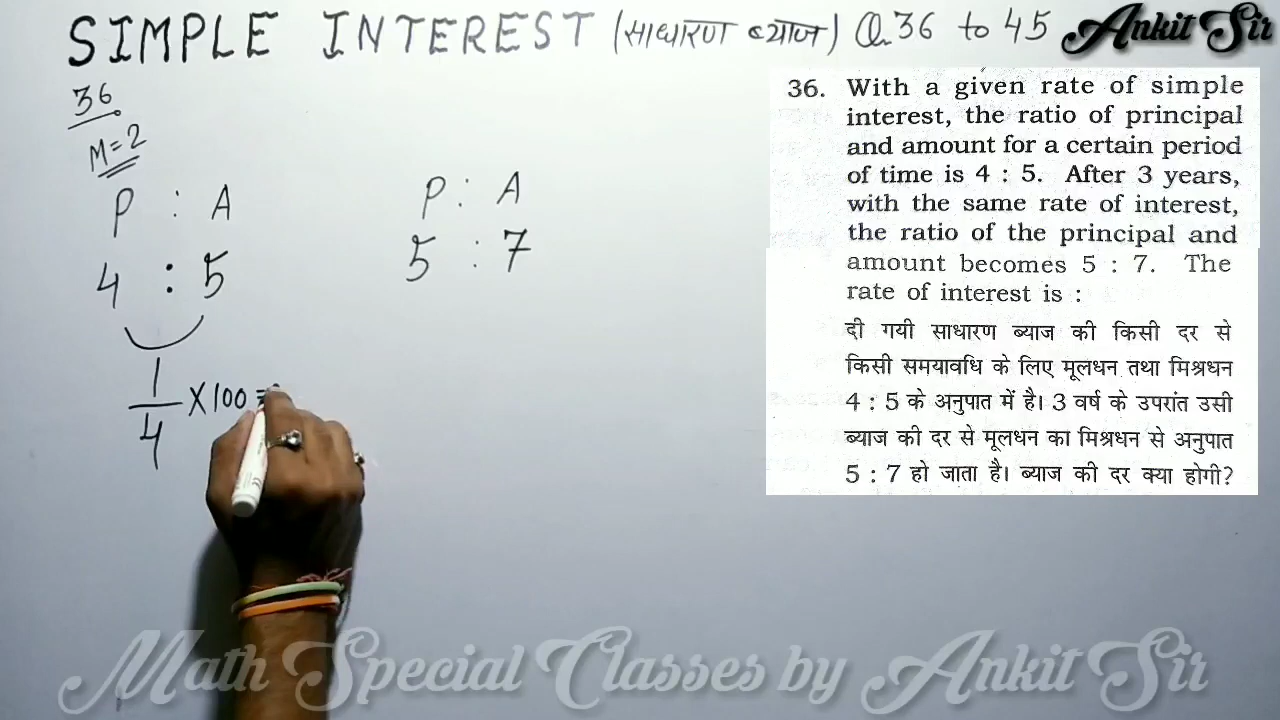 SIMPLE INTEREST (साधारण ब्याज) Q.36 to 45
Ankit Sir
36
M=2
P : A
4 : 5
1/4 × 100 =
P : A
5 : 7
36. With a given rate of simple
interest, the ratio of principal
and amount for a certain period
of time is 4 : 5. After 3 years,
with the same rate of interest,
the ratio of the principal and
amount becomes 5 : 7. The
rate of interest is :
दी गयी साधारण ब्याज की किसी दर से
किसी समयावधि के लिए मूलधन तथा मिश्रधन
4 : 5 के अनुपात में है। 3 वर्ष के उपरांत उसी
ब्याज की दर से मूलधन का मिश्रधन से अनुपात
5 : 7 हो जाता है। ब्याज की दर क्या होगी?
Math Special Classes by Ankit Sir